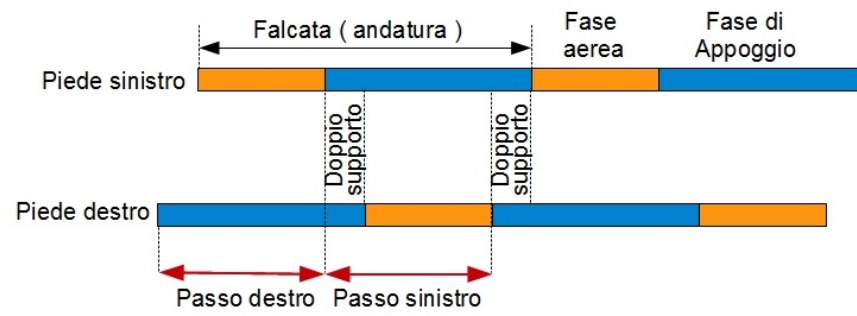 Falcata ( andatura )
Fase
aerea
Fase di
Appoggio
Piede sinistro
Doppio
supporto
Doppio
supporto
Piede destro
Passo destro
Passo sinistro